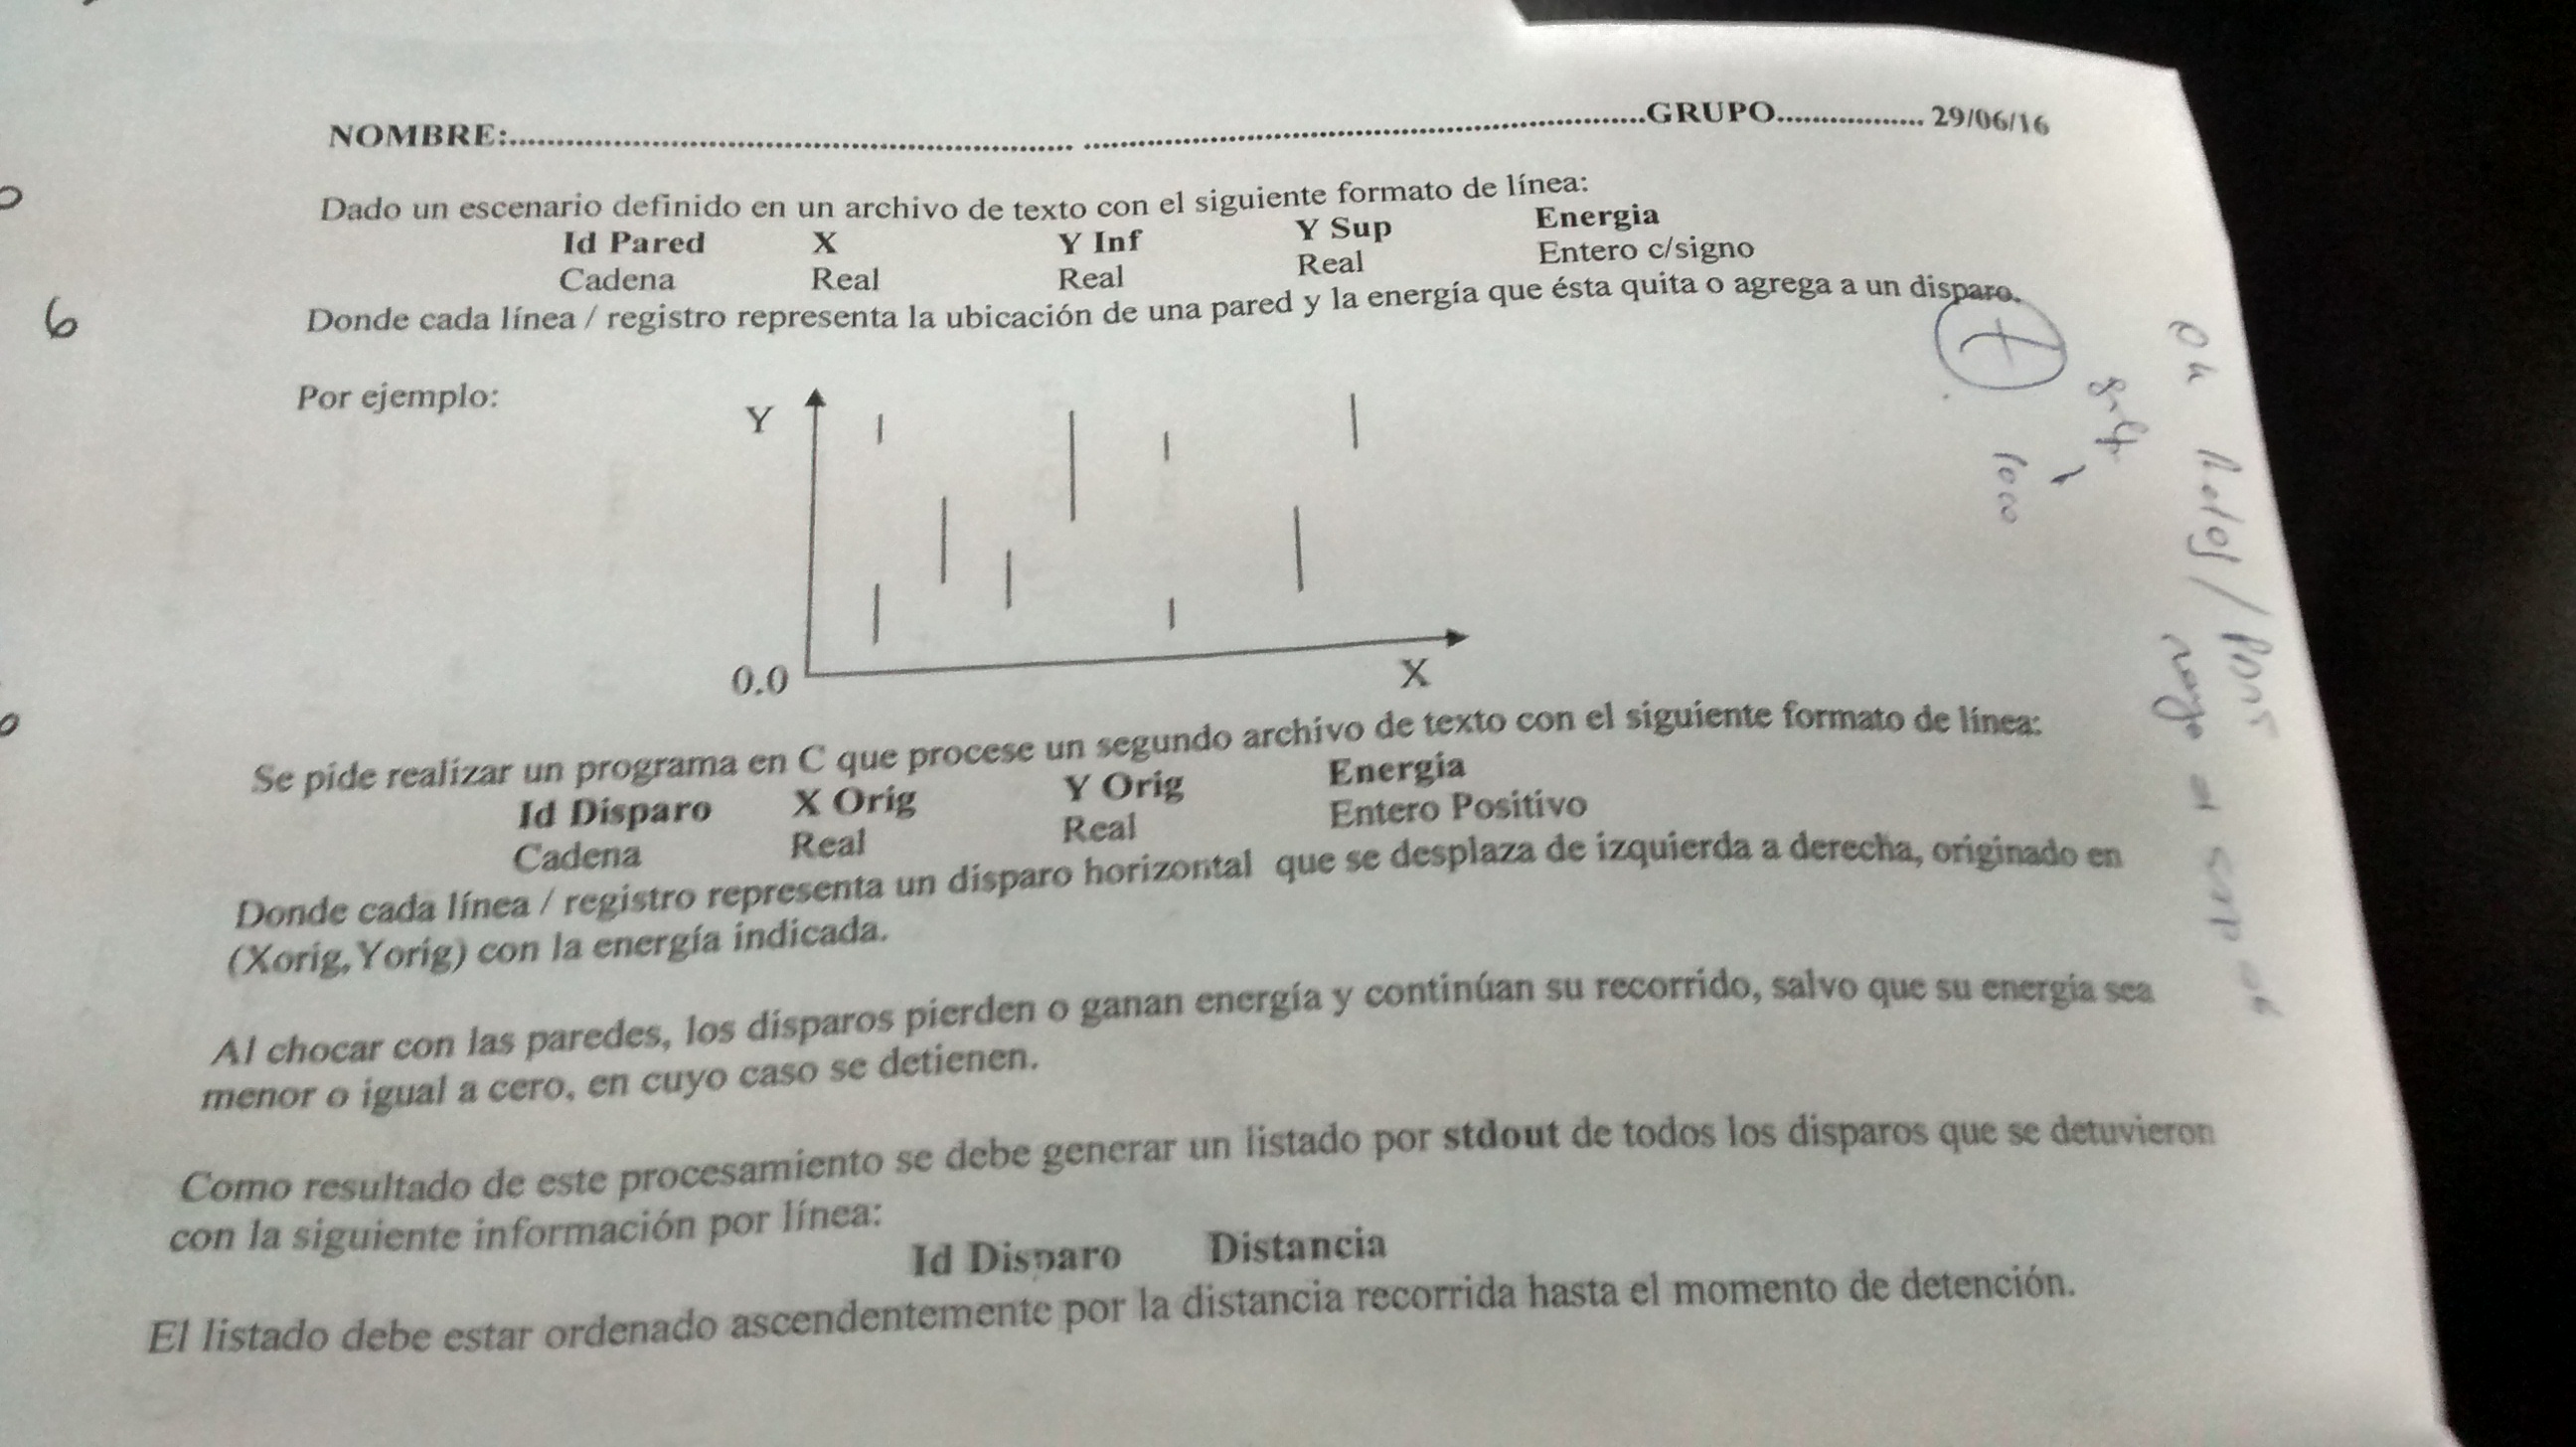 NOMBRE:.......................................................................................................GRUPO................. 29/06/16
Dado un escenario definido en un archivo de texto con el siguiente formato de línea:
Id Pared X Y Inf Y Sup Energia
Cadena Real Real Real Entero c/signo
Donde cada línea / registro representa la ubicación de una pared y la energía que ésta quita o agrega a un disparo.
6
Por ejemplo:
Y
0.0
X
Se pide realizar un programa en C que procese un segundo archivo de texto con el siguiente formato de línea:
Id Disparo X Orig Y Orig Energía
Cadena Real Real Entero Positivo
Donde cada línea / registro representa un disparo horizontal que se desplaza de izquierda a derecha, originado en
(Xorig,Yorig) con la energía indicada.
Al chocar con las paredes, los disparos pierden o ganan energía y continúan su recorrido, salvo que su energía sea
menor o igual a cero, en cuyo caso se detienen.
Como resultado de este procesamiento se debe generar un listado por stdout de todos los disparos que se detuvieron
con la siguiente información por línea:
Id Disparo Distancia
El listado debe estar ordenado ascendentemente por la distancia recorrida hasta el momento de detención.